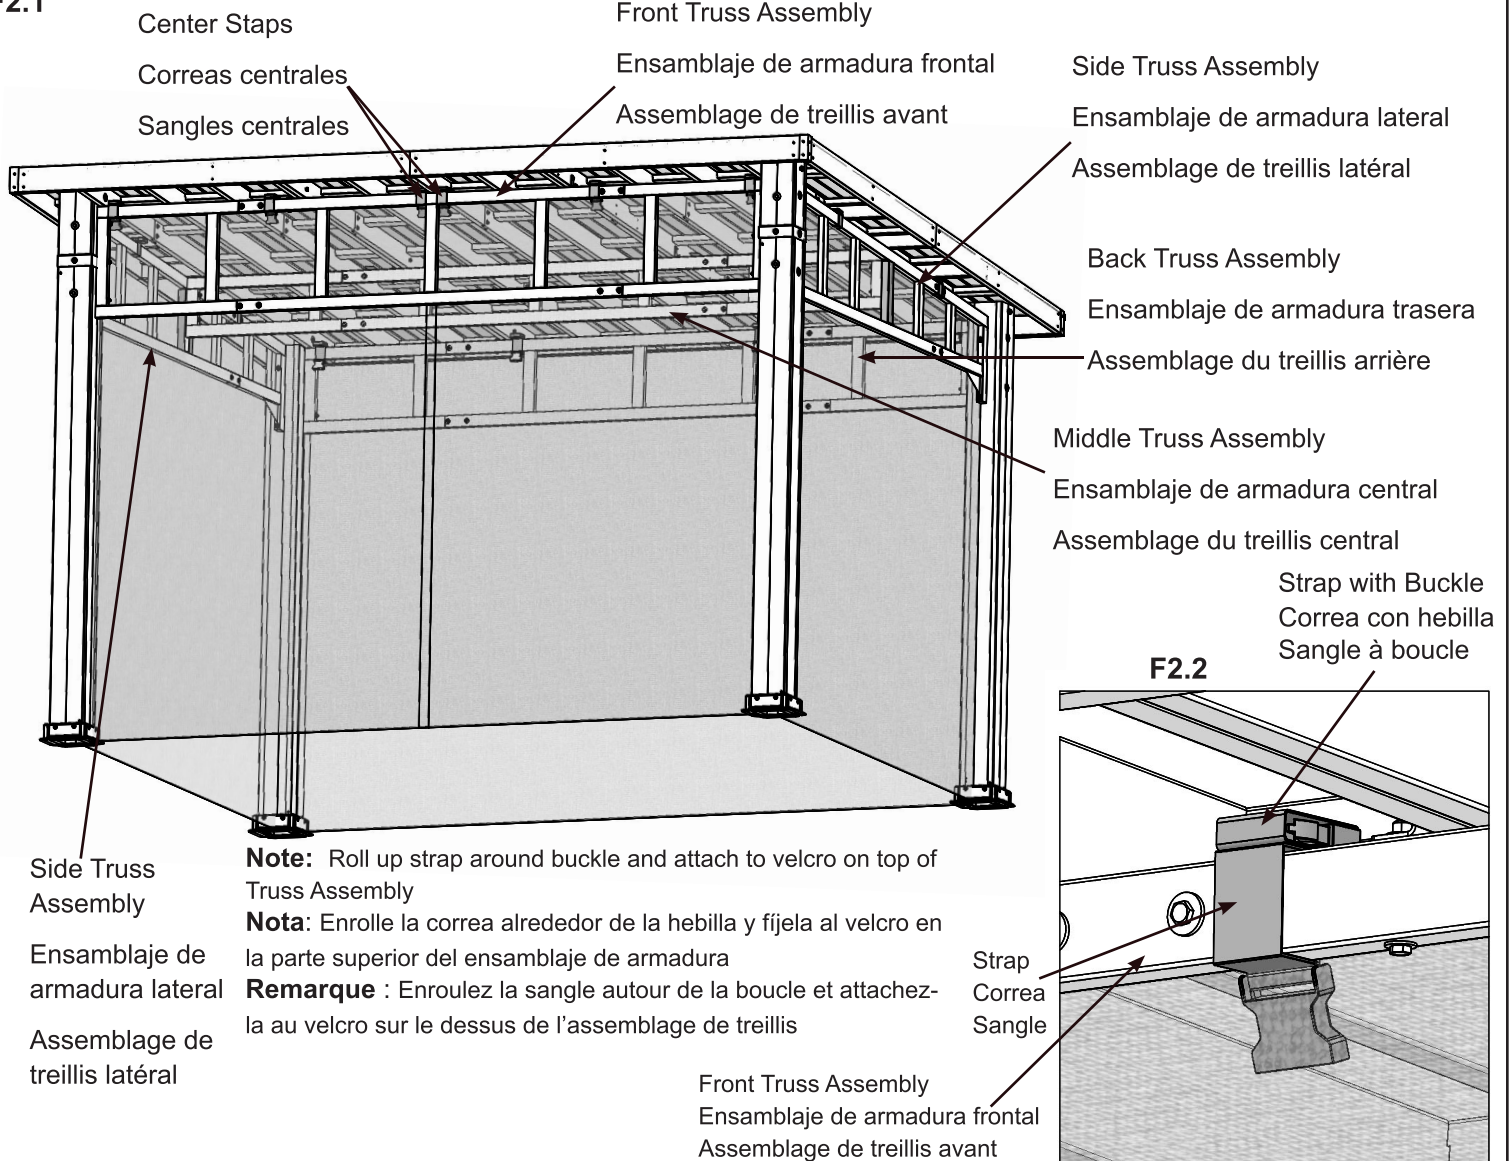 F2.1
Center Staps
Correas centrales
Sangles centrales
Front Truss Assembly
Ensamblaje de armadura frontal
Assemblage de treillis avant
Side Truss Assembly
Ensamblaje de armadura lateral
Assemblage de treillis latéral
Back Truss Assembly
Ensamblaje de armadura trasera
Assemblage du treillis arrière
Middle Truss Assembly
Ensamblaje de armadura central
Assemblage du treillis central
Strap with Buckle
Correa con hebilla
Sangle à boucle
F2.2
Side Truss
Assembly
Ensamblaje de
armadura lateral
Assemblage de
treillis latéral
Note: Roll up strap around buckle and attach to velcro on top of
Truss Assembly
Nota: Enrolle la correa alrededor de la hebilla y fíjela al velcro en
la parte superior del ensamblaje de armadura
Remarque : Enroulez la sangle autour de la boucle et attachez-
la au velcro sur le dessus de l’assemblage de treillis
Strap
Correa
Sangle
Front Truss Assembly
Ensamblaje de armadura frontal
Assemblage de treillis avant